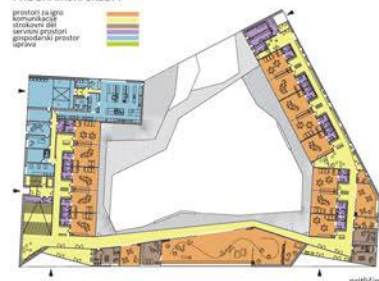 prostori za igro
komunikacije
strokovni del
servisni prostori
gospodarski prostor
uprava